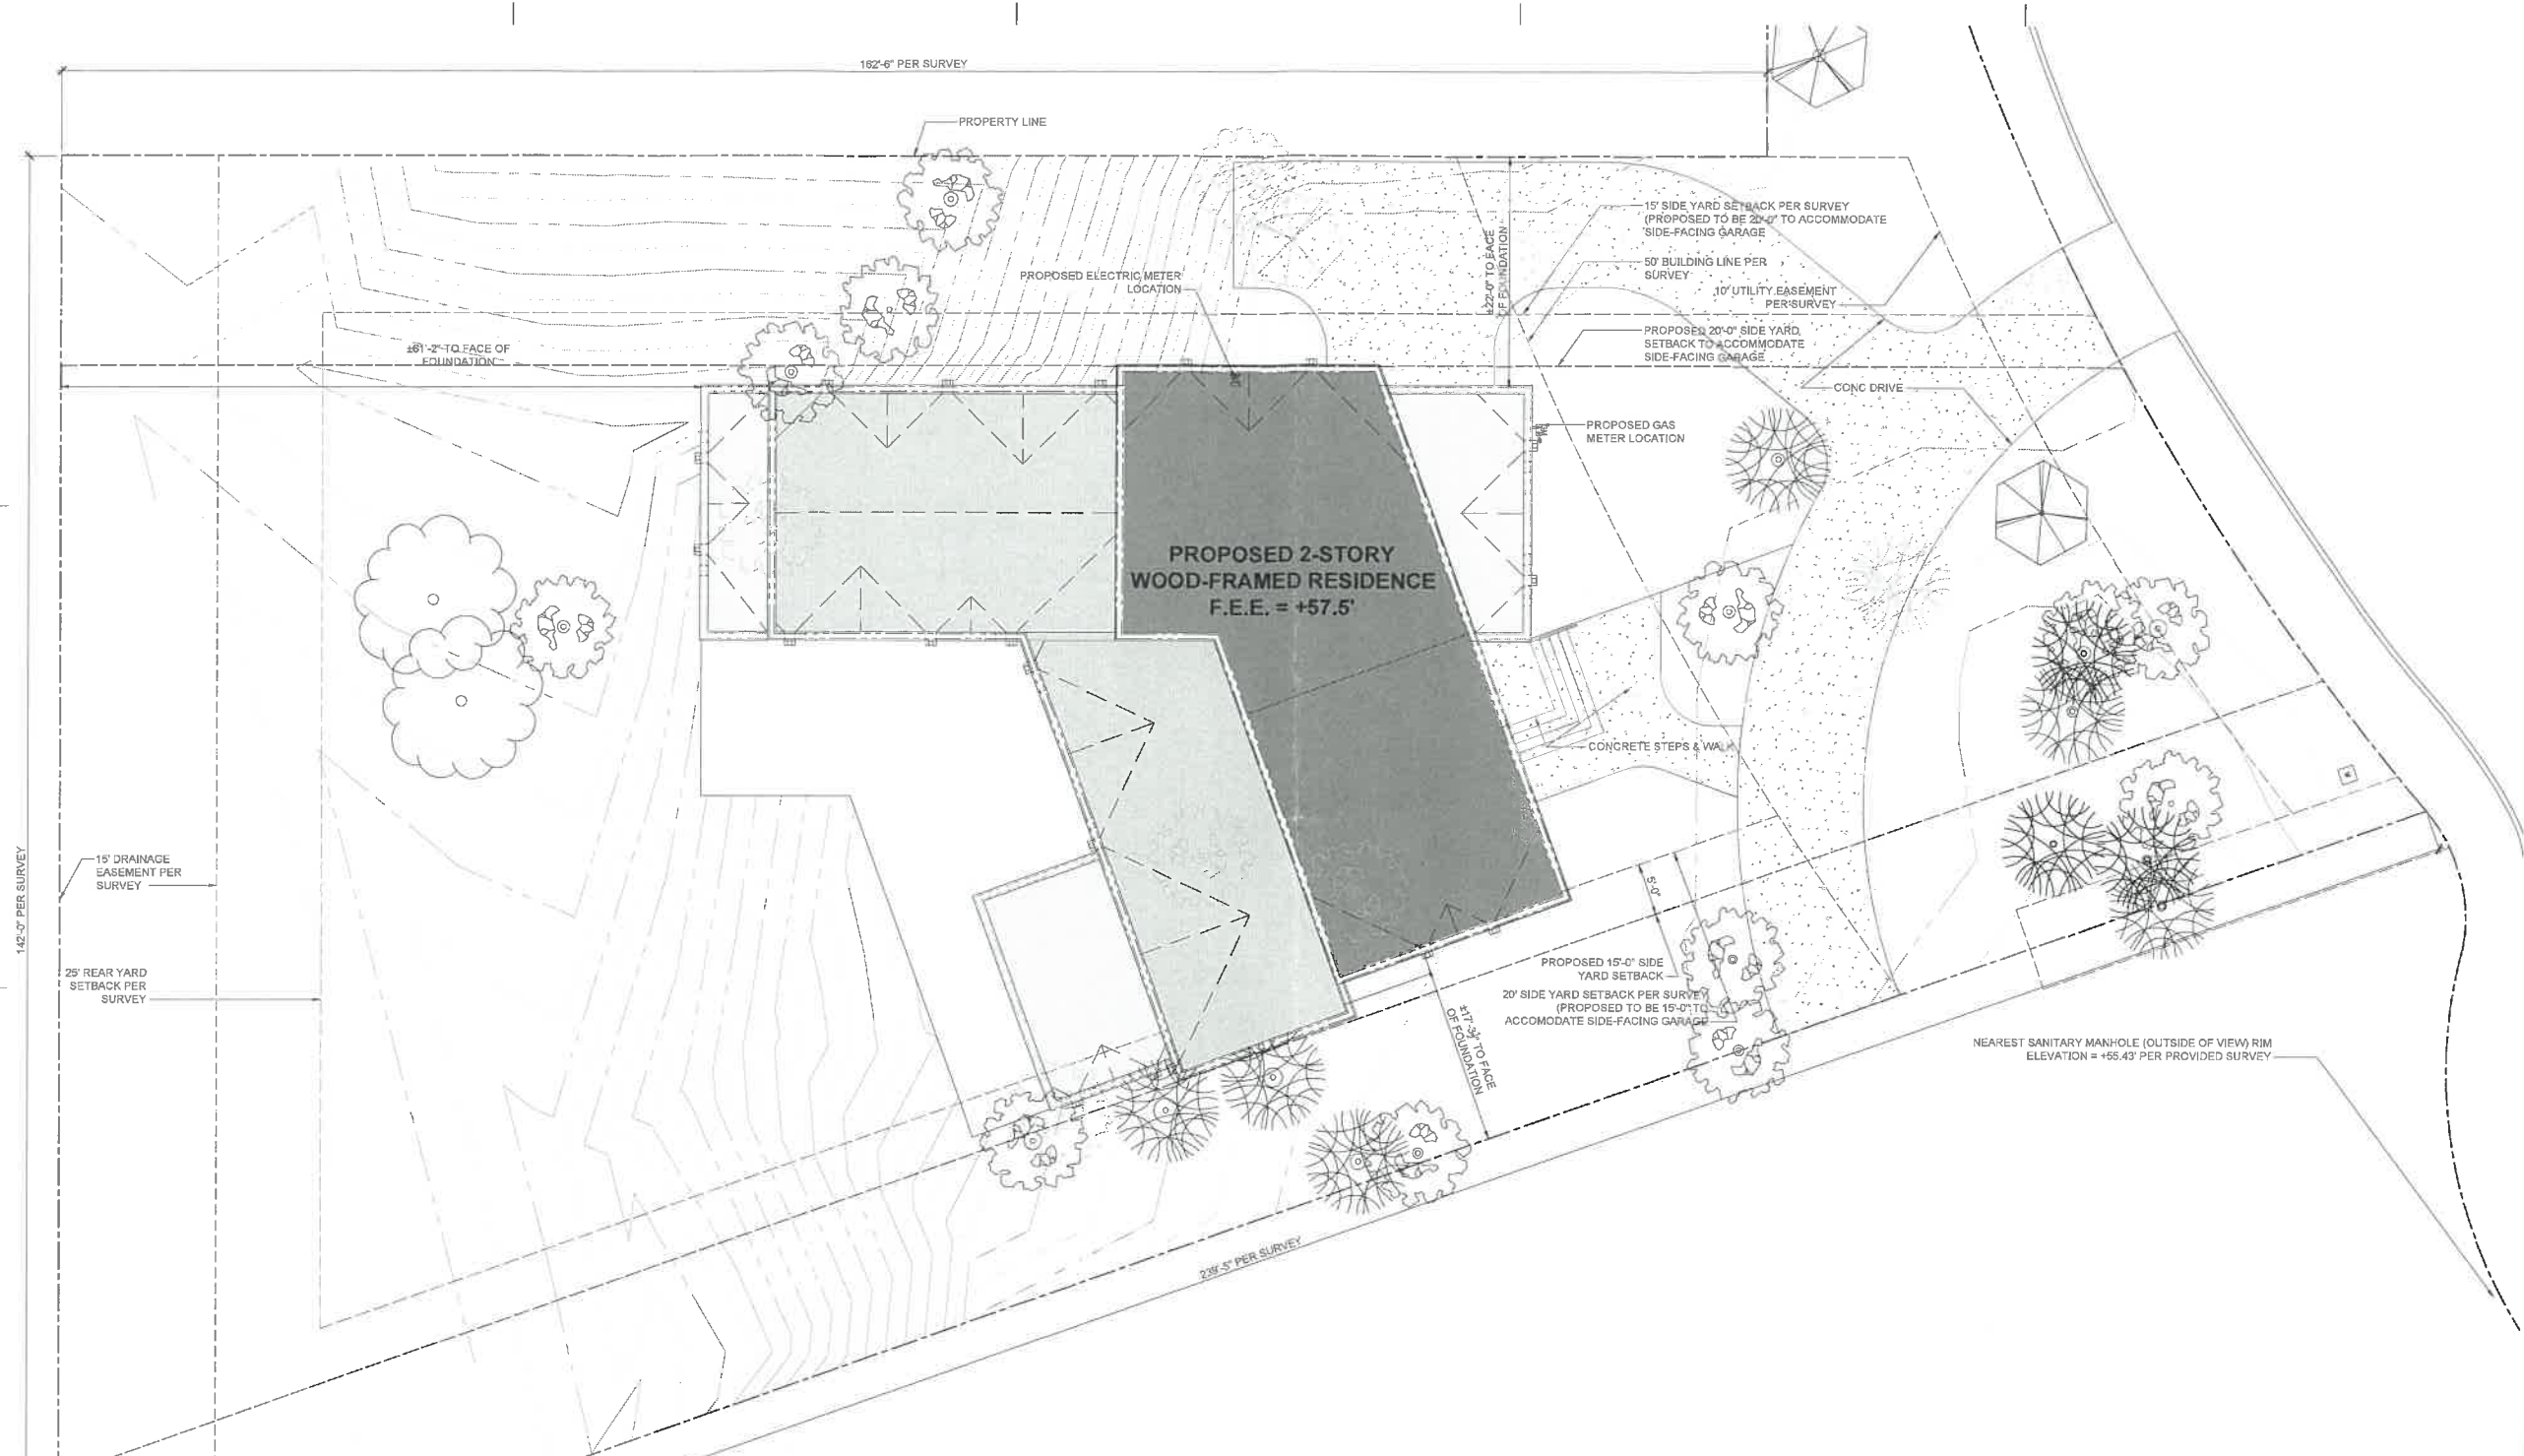 162'-6" PER SURVEY
PROPERTY LINE
15' SIDE YARD SETBACK PER SURVEY
(PROPOSED TO BE 20'-0" TO ACCOMMODATE
SIDE-FACING GARAGE
±22'-0" TO FACE
OF FOUNDATION
50' BUILDING LINE PER
SURVEY
PROPOSED ELECTRIC METER
LOCATION
10' UTILITY EASEMENT
PER SURVEY
PROPOSED 20'-0" SIDE YARD
SETBACK TO ACCOMMODATE
SIDE-FACING GARAGE
±61'-2" TO FACE OF
FOUNDATION
CONC DRIVE
PROPOSED GAS
METER LOCATION
PROPOSED 2-STORY
WOOD-FRAMED RESIDENCE
F.E.E. = +57.5'
CONCRETE STEPS & WALK
142'-0" PER SURVEY
15' DRAINAGE
EASEMENT PER
SURVEY
5'-0"
25' REAR YARD
SETBACK PER
SURVEY
PROPOSED 15'-0" SIDE
YARD SETBACK
20' SIDE YARD SETBACK PER SURVEY
(PROPOSED TO BE 15'-0" TO
ACCOMODATE SIDE-FACING GARAGE
TO FACE
OF FOUNDATION
NEAREST SANITARY MANHOLE (OUTSIDE OF VIEW) RIM
ELEVATION = +55.43' PER PROVIDED SURVEY
PER SURVEY